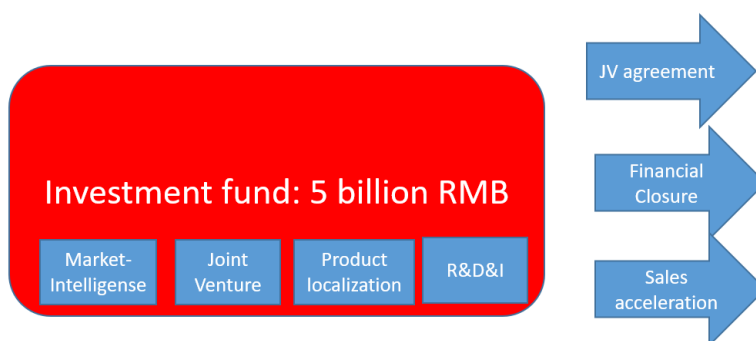 JV agreement
Investment fund: 5 billion RMB
Financial
Closure
Market-
Intelligense
Joint
Venture
Product
localization
R&D&I
Sales
acceleration